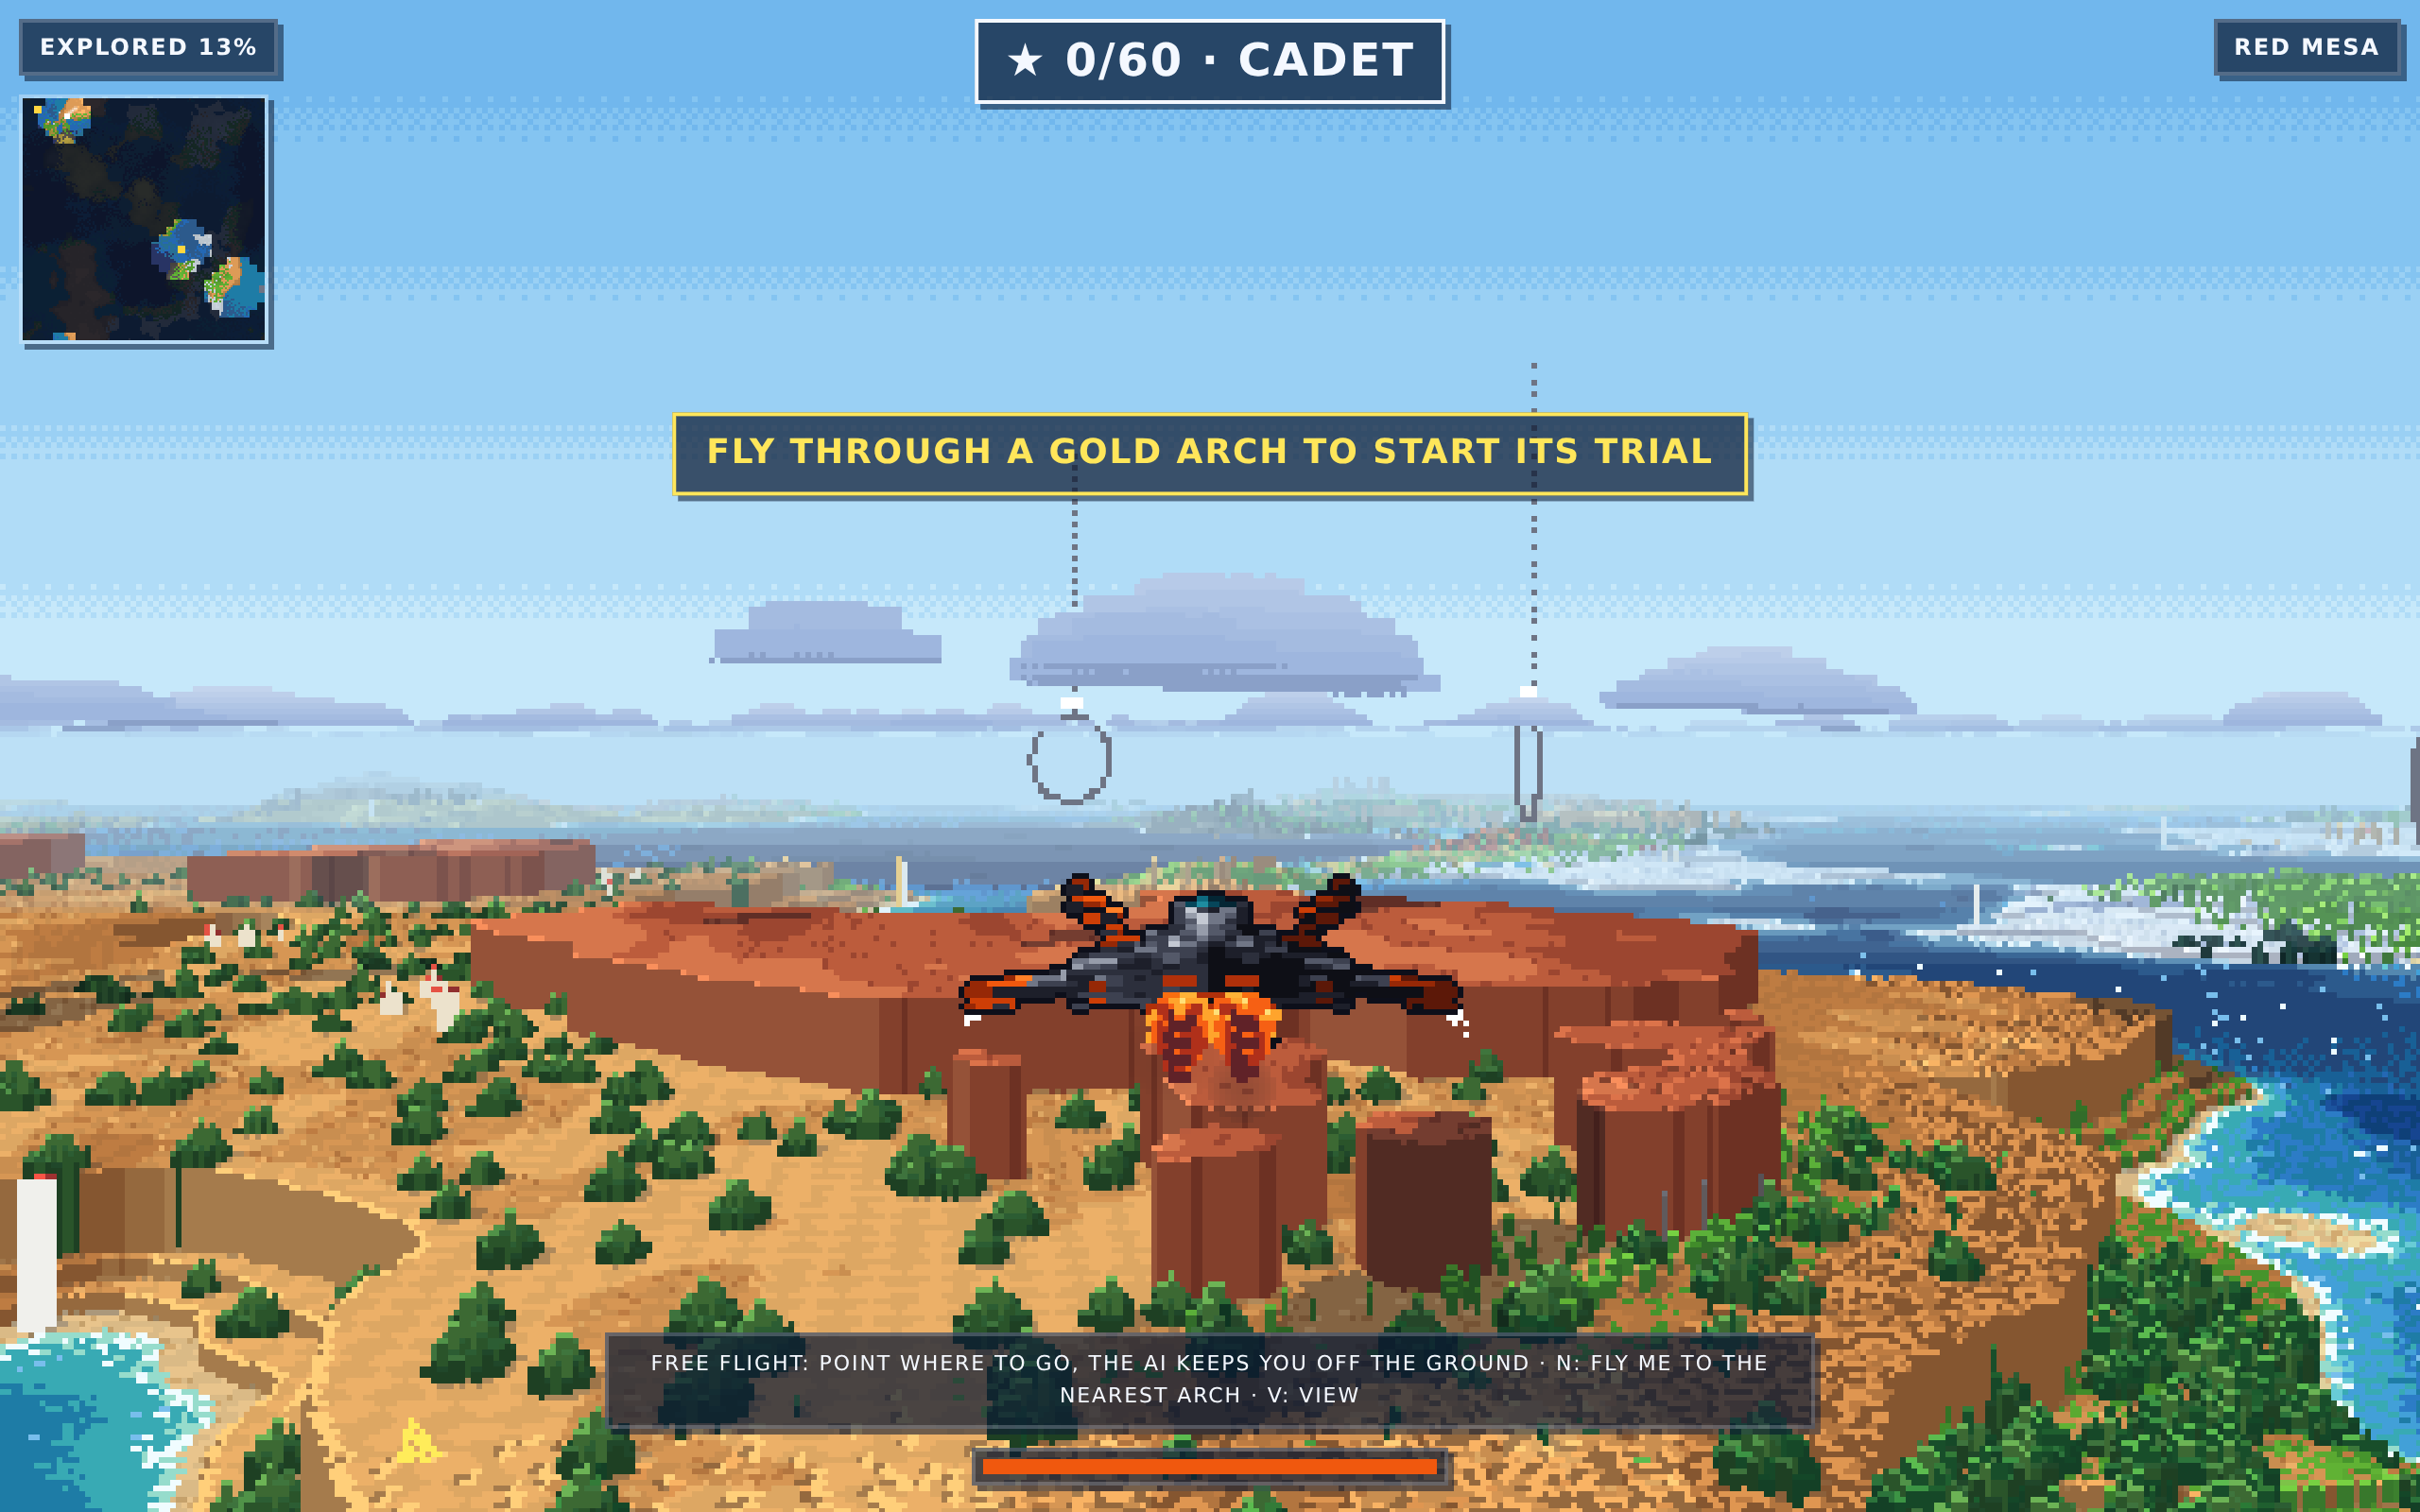 EXPLORED 13%
★ 0/60 · CADET
RED MESA
FLY THROUGH A GOLD ARCH TO START ITS TRIAL
FREE FLIGHT: POINT WHERE TO GO, THE AI KEEPS YOU OFF THE GROUND · N: FLY ME TO THE
NEAREST ARCH · V: VIEW